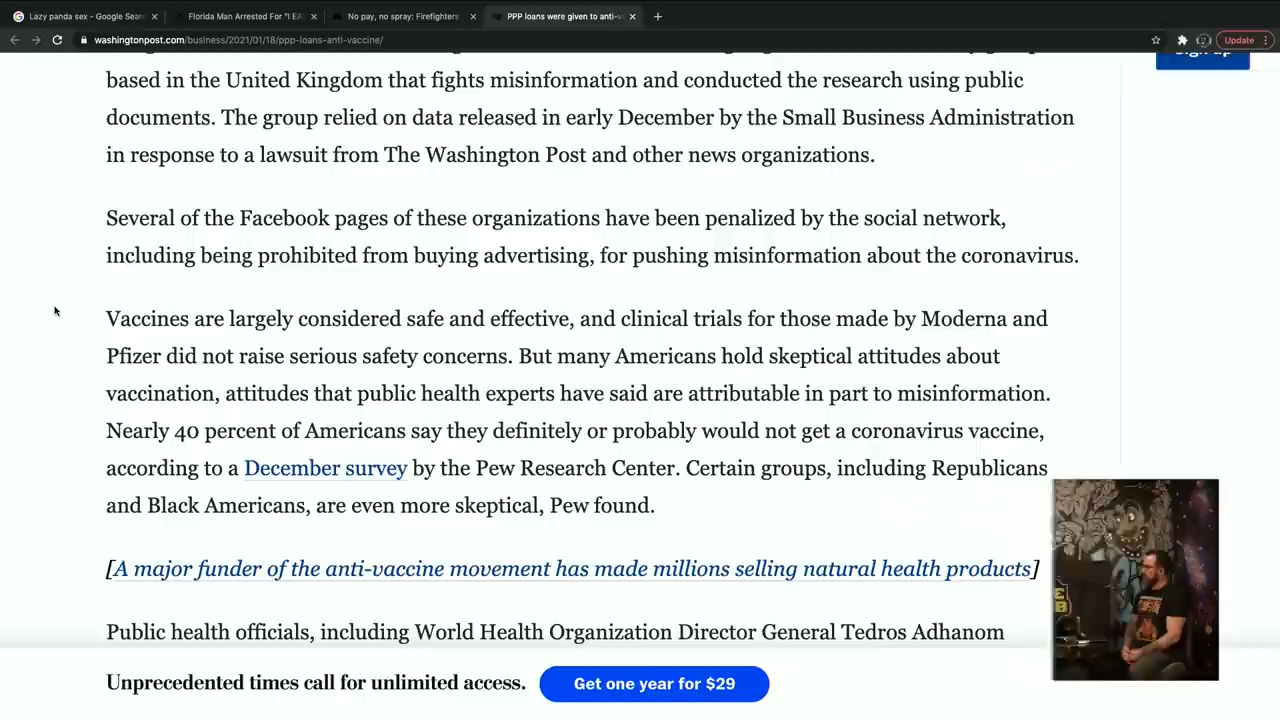 Lazy panda sex - Google Sear
Florida Man Arrested For "I EA
No pay, no spray: Firefighters
PPP loans were given to anti-v
washingtonpost.com/business/2021/01/18/ppp-loans-anti-vaccine/
Update
Sign up
based in the United Kingdom that fights misinformation and conducted the research using public
documents. The group relied on data released in early December by the Small Business Administration
in response to a lawsuit from The Washington Post and other news organizations.
Several of the Facebook pages of these organizations have been penalized by the social network,
including being prohibited from buying advertising, for pushing misinformation about the coronavirus.
Vaccines are largely considered safe and effective, and clinical trials for those made by Moderna and
Pfizer did not raise serious safety concerns. But many Americans hold skeptical attitudes about
vaccination, attitudes that public health experts have said are attributable in part to misinformation.
Nearly 40 percent of Americans say they definitely or probably would not get a coronavirus vaccine,
according to a December survey by the Pew Research Center. Certain groups, including Republicans
and Black Americans, are even more skeptical, Pew found.
[A major funder of the anti-vaccine movement has made millions selling natural health products]
Public health officials, including World Health Organization Director General Tedros Adhanom
Unprecedented times call for unlimited access.
Get one year for $29